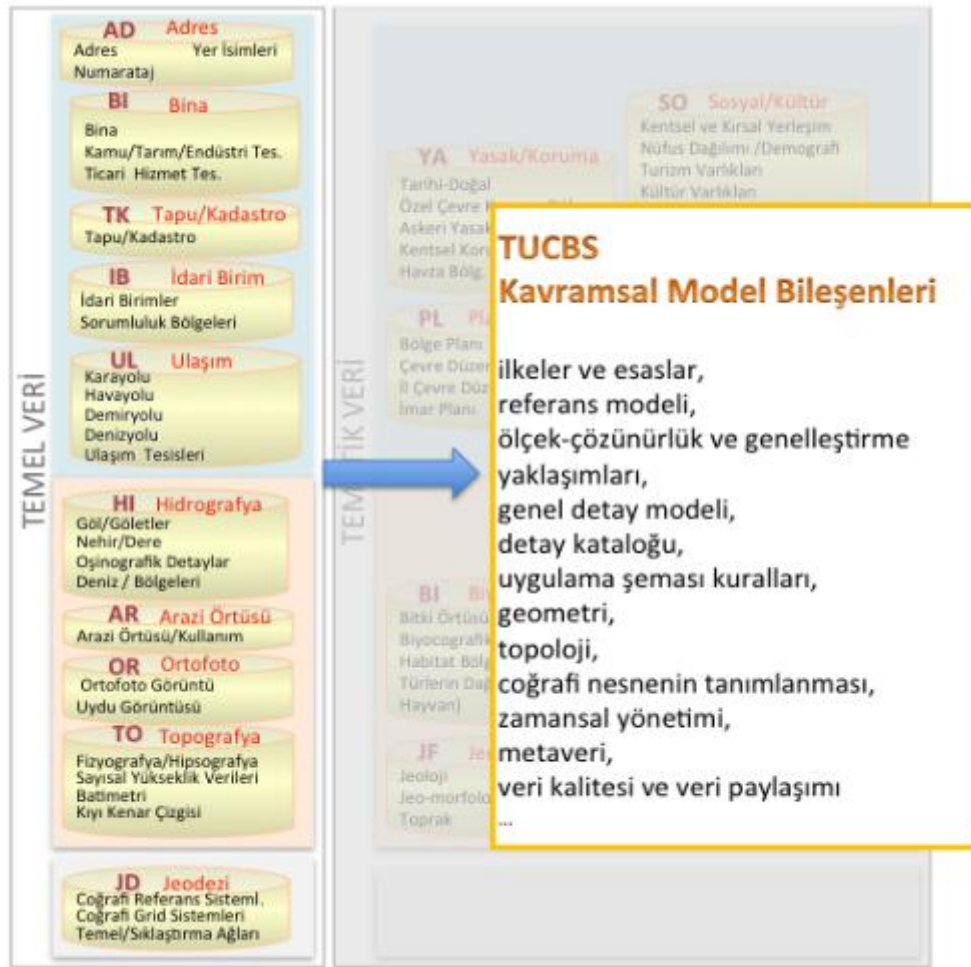 TEMEL VERİ
AD Adres
Adres Yer İsimleri
Numarataj
BI Bina
Bina
Kamu/Tarım/Endüstri Tes.
Ticari Hizmet Tes.
TK Tapu/Kadastro
Tapu/Kadastro
IB İdari Birim
İdari Birimler
Sorumluluk Bölgeleri
UL Ulaşım
Karayolu
Havayolu
Demiryolu
Denizyolu
Ulaşım Tesisleri
HI Hidrografya
Göl/Göletler
Nehir/Dere
Oşinografik Detaylar
Deniz / Bölgeleri
AR Arazi Örtüsü
Arazi Örtüsü/Kullanım
OR Ortofoto
Ortofoto Görüntü
Uydu Görüntüsü
TO Topografya
Fizyografya/Hipsografya
Sayısal Yükseklik Verileri
Batimetri
Kıyı Kenar Çizgisi
JD Jeodezi
Coğrafi Referans Sisteml.
Coğrafi Grid Sistemleri
Temel/Sıklaştırma Ağları
VERİ
YA Yasak/Koruma
Tarihi-Doğal
Özel Çevre
Askeri Yasak
Kentsel
Havza Bölg.
SO Sosyal/Kültür
Kentsel ve Kırsal Yerleşim
Nüfus Dağılımı /Demografi
Turizm Varlıkları
Kültür Varlıkları
PL
Bölge Planı
Çevre
İl Çevre
İmar Planı
BI
Bitki Örtüsü
Habitat
Türlerin
Hayvan)
JF
Jeoloji
Toprak
TUCBS
Kavramsal Model Bileşenleri
ilkeler ve esaslar,
referans modeli,
ölçek-çözünürlük ve genelleştirme
yaklaşımları,
genel detay modeli,
detay kataloğu,
uygulama şeması kuralları,
geometri,
topoloji,
coğrafi nesnenin tanımlanması,
zamansal yönetimi,
metaveri,
veri kalitesi ve veri paylaşımı
...